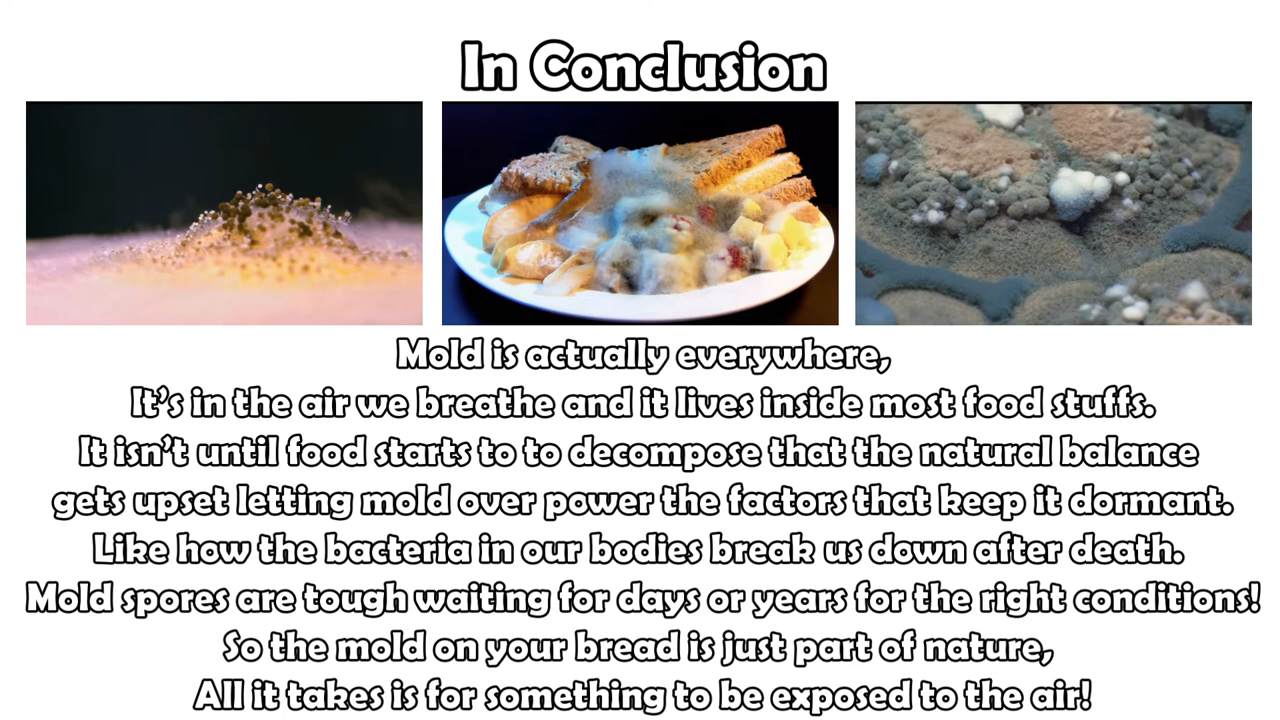 In Conclusion
Mold is actually everywhere,
It's in the air we breathe and it lives inside most food stuffs.
It isn't until food starts to to decompose that the natural balance
gets upset letting mold over power the factors that keep it dormant.
Like how the bacteria in our bodies break us down after death.
Mold spores are tough waiting for days or years for the right conditions!
So the mold on your bread is just part of nature,
All it takes is for something to be exposed to the air!